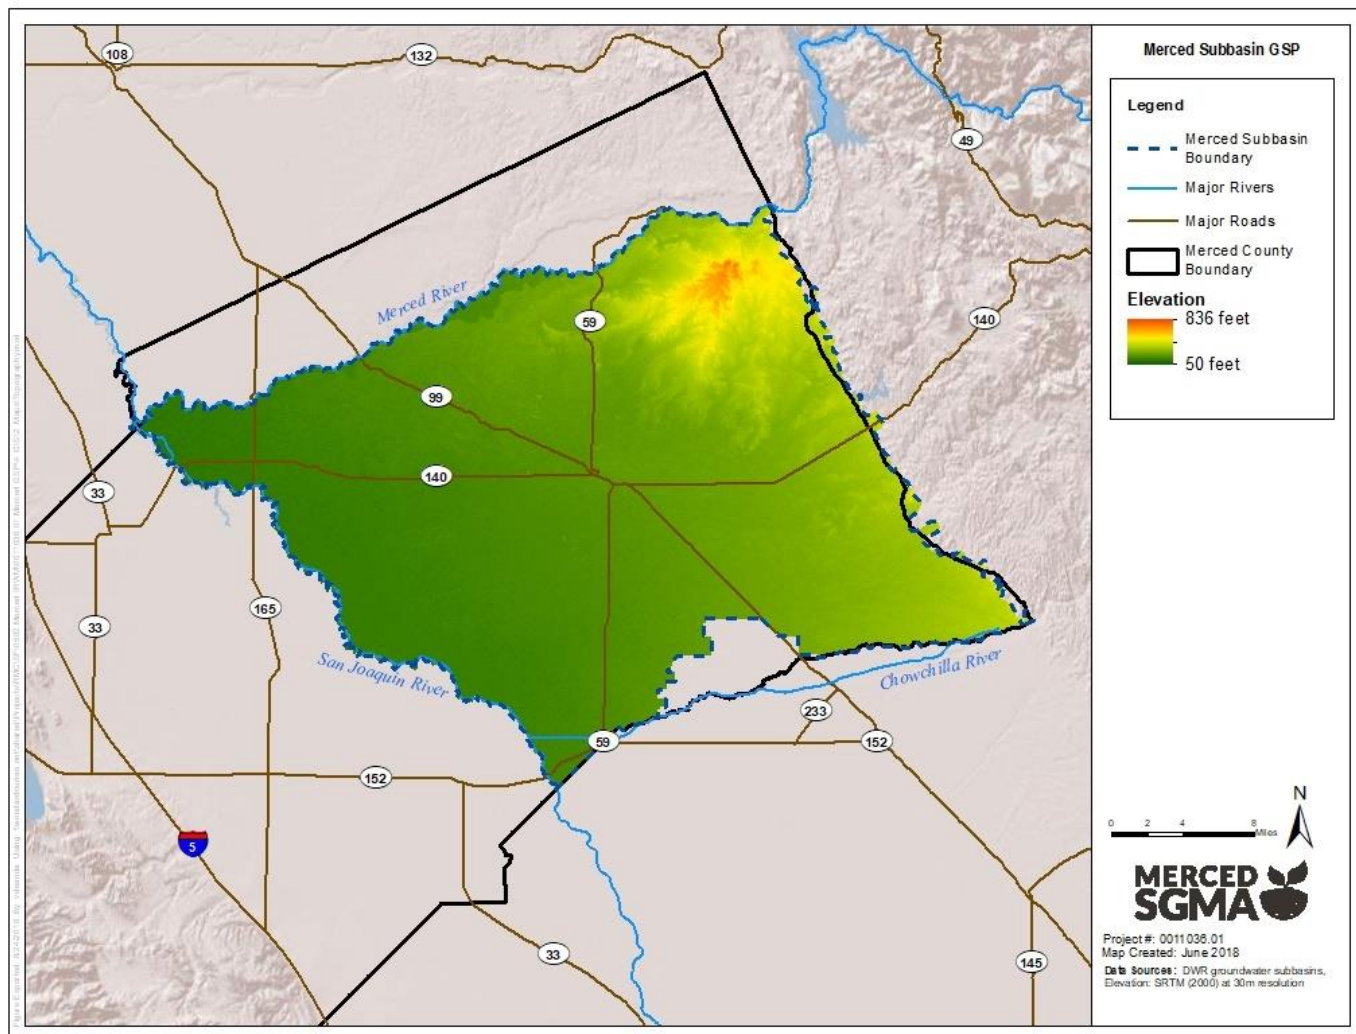 Merced Subbasin GSP
Legend
Merced Subbasin
Boundary
Major Rivers
Major Roads
Merced County
Boundary
Elevation
836 feet
50 feet
108
132
49
Merced River
59
140
99
140
33
165
33
San Joaquin River
Chowchilla River
233
59
152
152
5
33
145
N
0 2 4 8
Miles
MERCED
SGMA
Project #: 0011036.01
Map Created: June 2018
Data Sources: DWR groundwater subbasins,
Elevation: SRTM (2000) at 30m resolution